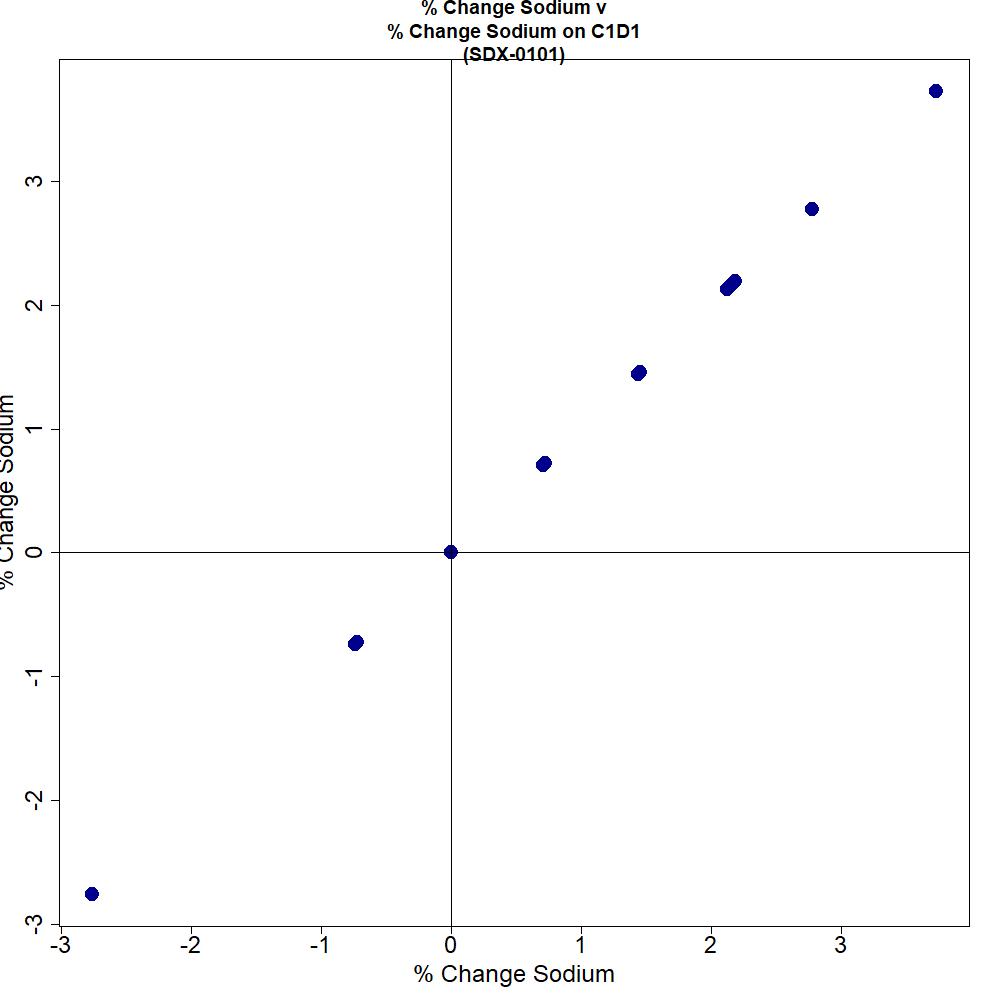 % Change Sodium v
% Change Sodium on C1D1
(SDX-0101)
% Change Sodium
3
2
1
0
-1
-2
-3
-3
-2
-1
0
1
2
3
% Change Sodium